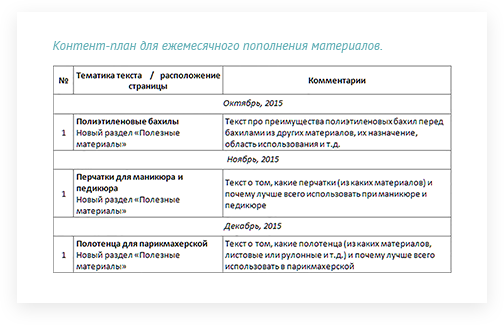 Контент-план для ежемесячного пополнения материалов.
№ Тематика текста / расположение страницы Комментарии
Октябрь, 2015
1
Полиэтиленовые бахилы
Новый раздел «Полезные
материалы»
Текст про преимущества полиэтиленовых бахил перед
бахилами из других материалов, их назначение,
область использования и т.д.
Ноябрь, 2015
1
Перчатки для маникюра и
педикюра
Новый раздел «Полезные
материалы»
Текст о том, какие перчатки (из каких материалов) и
почему лучше всего использовать при маникюре и
педикюре
Декабрь, 2015
1
Полотенца для парикмахерской
Новый раздел «Полезные
материалы»
Текст о том, какие полотенца (из каких материалов,
листовые или рулонные и т.д.) и почему лучше всего
использовать в парикмахерской